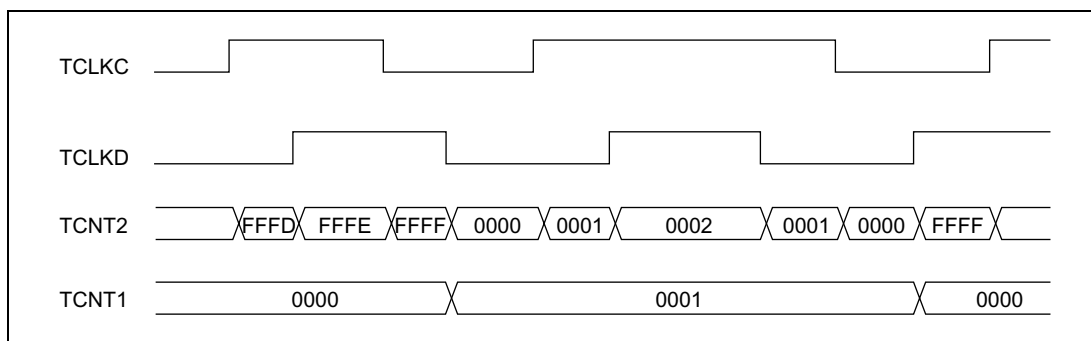 TCLKC
TCLKD
TCNT2 FFFD FFFE FFFF 0000 0001 0002 0001 0000 FFFF
TCNT1 0000 0001 0000